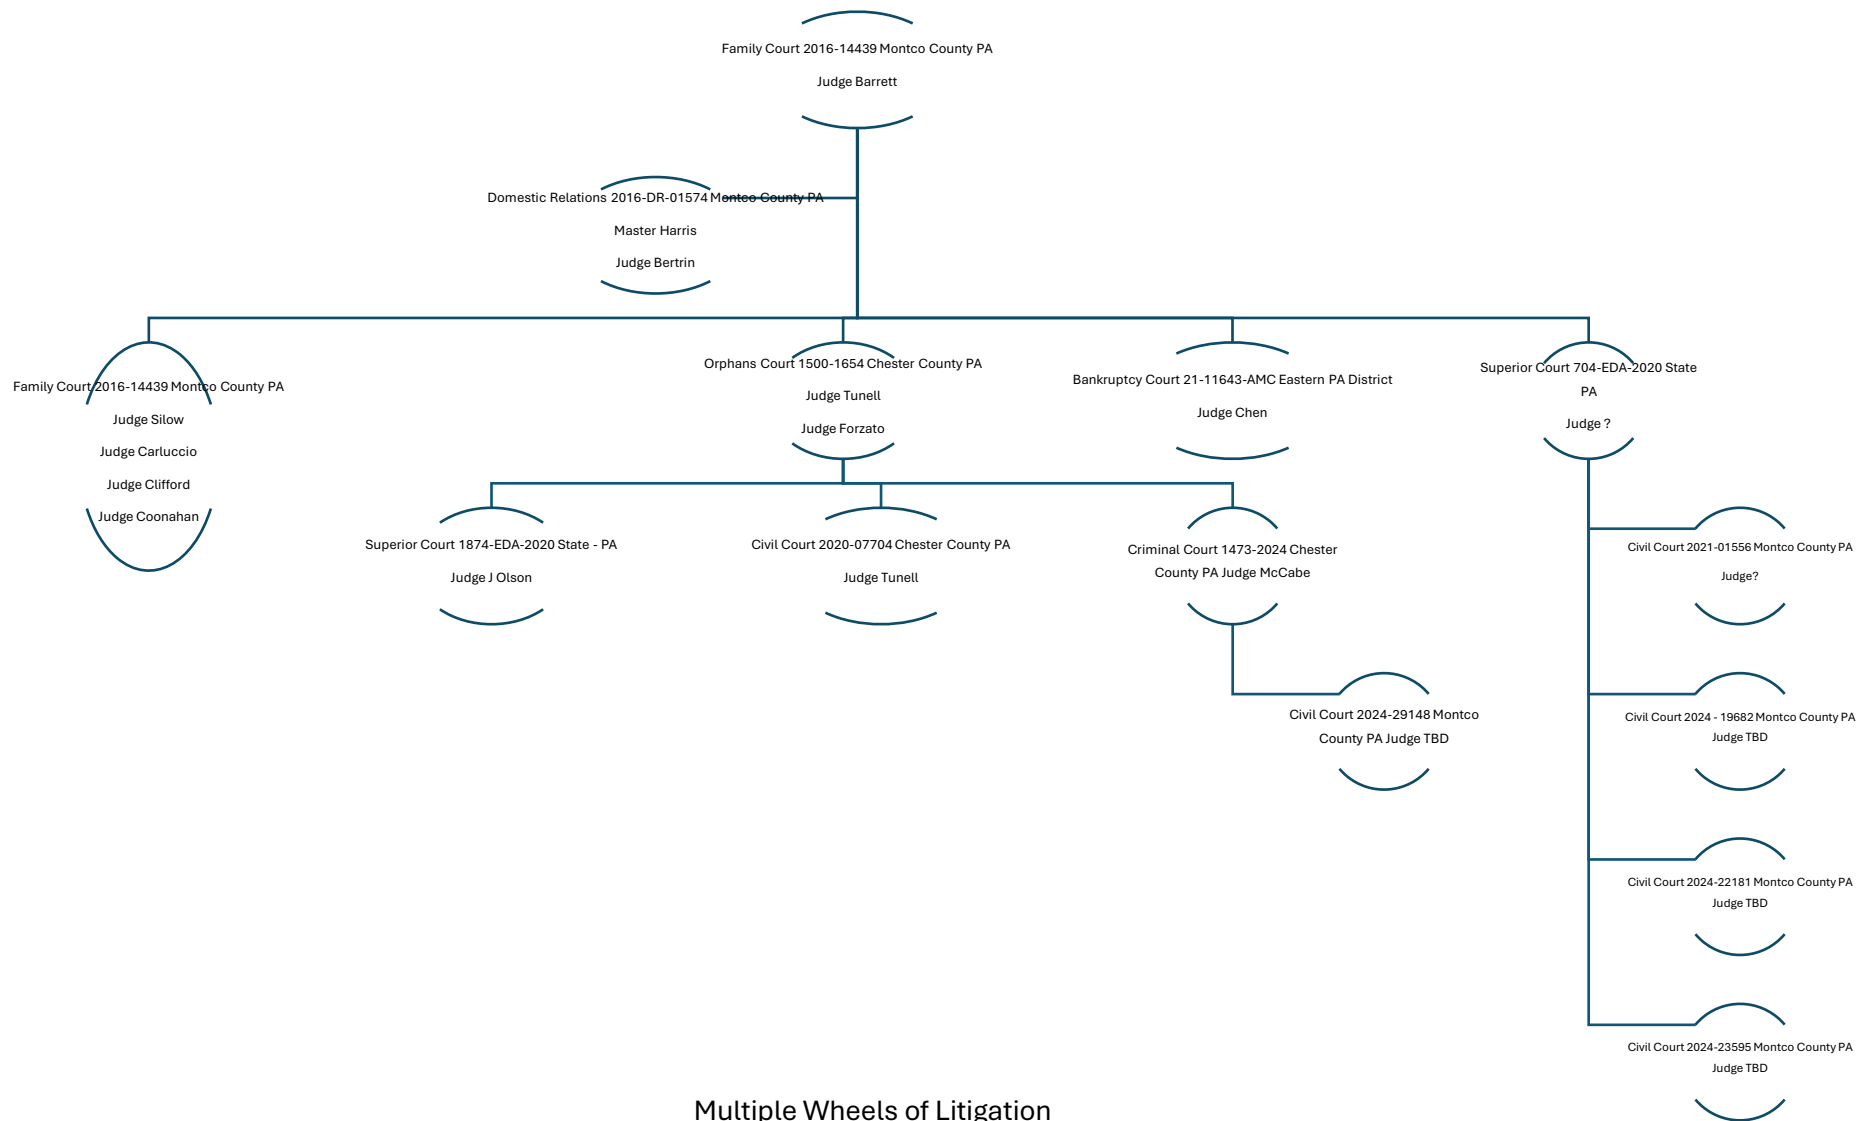 Family Court 2016-14439 Montco County PA
Judge Barrett
Domestic Relations 2016-DR-01574 Montco County PA
Master Harris
Judge Bertrin
Family Court 2016-14439 Montco County PA
Judge Silow
Judge Carluccio
Judge Clifford
Judge Coonahan
Orphans Court 1500-1654 Chester County PA
Judge Tunell
Judge Forzato
Bankruptcy Court 21-11643-AMC Eastern PA District
Judge Chen
Superior Court 704-EDA-2020 State
PA
Judge ?
Superior Court 1874-EDA-2020 State - PA
Judge J Olson
Civil Court 2020-07704 Chester County PA
Judge Tunell
Criminal Court 1473-2024 Chester
County PA Judge McCabe
Civil Court 2024-29148 Montco
County PA Judge TBD
Civil Court 2021-01556 Montco County PA
Judge?
Civil Court 2024 - 19682 Montco County PA
Judge TBD
Civil Court 2024-22181 Montco County PA
Judge TBD
Civil Court 2024-23595 Montco County PA
Judge TBD
Multiple Wheels of Litigation